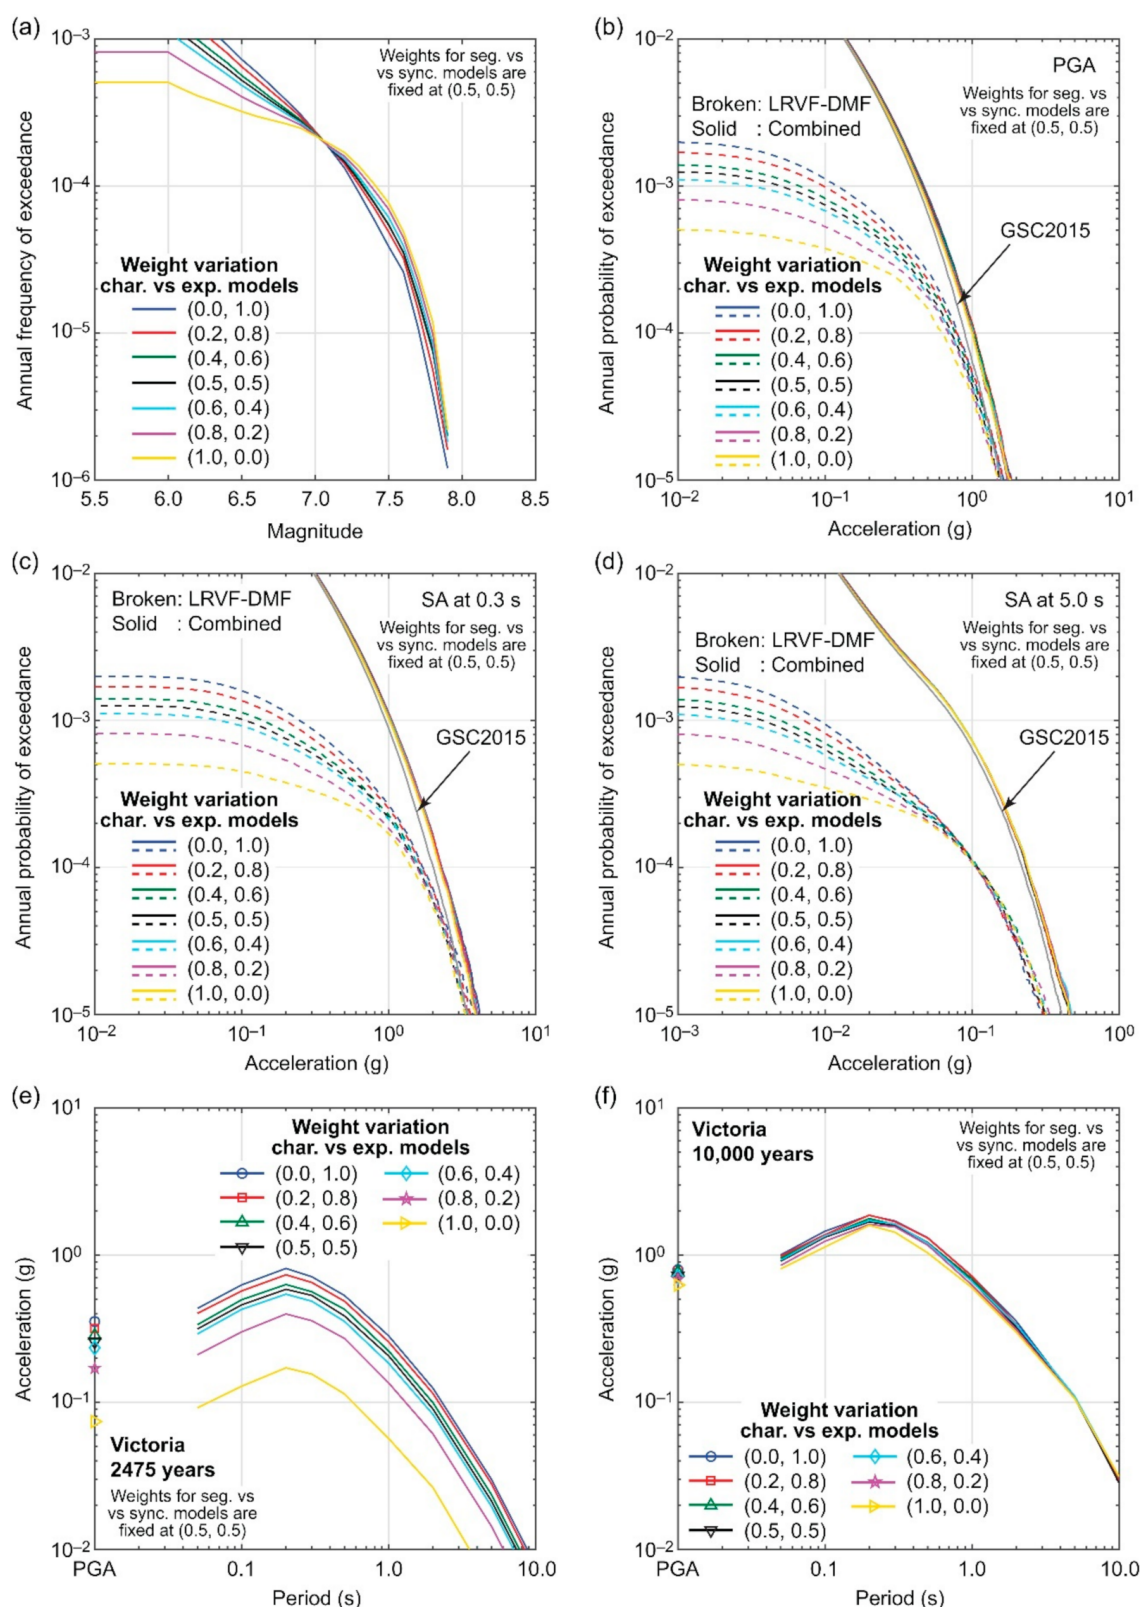 (a)
10⁻³
10⁻⁴
10⁻⁵
10⁻⁶
Annual frequency of exceedance
Weights for seg. vs
vs sync. models are
fixed at (0.5, 0.5)
Weight variation
char. vs exp. models
(0.0, 1.0)
(0.2, 0.8)
(0.4, 0.6)
(0.5, 0.5)
(0.6, 0.4)
(0.8, 0.2)
(1.0, 0.0)
5.5 6.0 6.5 7.0 7.5 8.0 8.5
Magnitude
(b)
10⁻²
10⁻³
10⁻⁴
10⁻⁵
Annual probability of exceedance
PGA
Broken: LRVF-DMF
Solid : Combined
Weights for seg. vs
vs sync. models are
fixed at (0.5, 0.5)
GSC2015
Weight variation
char. vs exp. models
(0.0, 1.0)
(0.2, 0.8)
(0.4, 0.6)
(0.5, 0.5)
(0.6, 0.4)
(0.8, 0.2)
(1.0, 0.0)
10⁻² 10⁻¹ 10⁰ 10¹
Acceleration (g)
(c)
10⁻²
10⁻³
10⁻⁴
10⁻⁵
Annual probability of exceedance
Broken: LRVF-DMF
Solid : Combined
SA at 0.3 s
Weights for seg. vs
vs sync. models are
fixed at (0.5, 0.5)
GSC2015
Weight variation
char. vs exp. models
(0.0, 1.0)
(0.2, 0.8)
(0.4, 0.6)
(0.5, 0.5)
(0.6, 0.4)
(0.8, 0.2)
(1.0, 0.0)
10⁻² 10⁻¹ 10⁰ 10¹
Acceleration (g)
(d)
10⁻²
10⁻³
10⁻⁴
10⁻⁵
Annual probability of exceedance
SA at 5.0 s
Weights for seg. vs
vs sync. models are
fixed at (0.5, 0.5)
Broken: LRVF-DMF
Solid : Combined
GSC2015
Weight variation
char. vs exp. models
(0.0, 1.0)
(0.2, 0.8)
(0.4, 0.6)
(0.5, 0.5)
(0.6, 0.4)
(0.8, 0.2)
(1.0, 0.0)
10⁻³ 10⁻² 10⁻¹ 10⁰
Acceleration (g)
(e)
10¹
10⁰
10⁻¹
10⁻²
Acceleration (g)
Weight variation
char. vs exp. models
(0.0, 1.0) (0.6, 0.4)
(0.2, 0.8) (0.8, 0.2)
(0.4, 0.6) (1.0, 0.0)
(0.5, 0.5)
Victoria
2475 years
Weights for seg. vs
vs sync. models are
fixed at (0.5, 0.5)
PGA 0.1 1.0 10.0
Period (s)
(f)
10¹
10⁰
10⁻¹
10⁻²
Acceleration (g)
Victoria
10,000 years
Weights for seg. vs
vs sync. models are
fixed at (0.5, 0.5)
Weight variation
char. vs exp. models
(0.0, 1.0) (0.6, 0.4)
(0.2, 0.8) (0.8, 0.2)
(0.4, 0.6) (1.0, 0.0)
(0.5, 0.5)
PGA 0.1 1.0 10.0
Period (s)